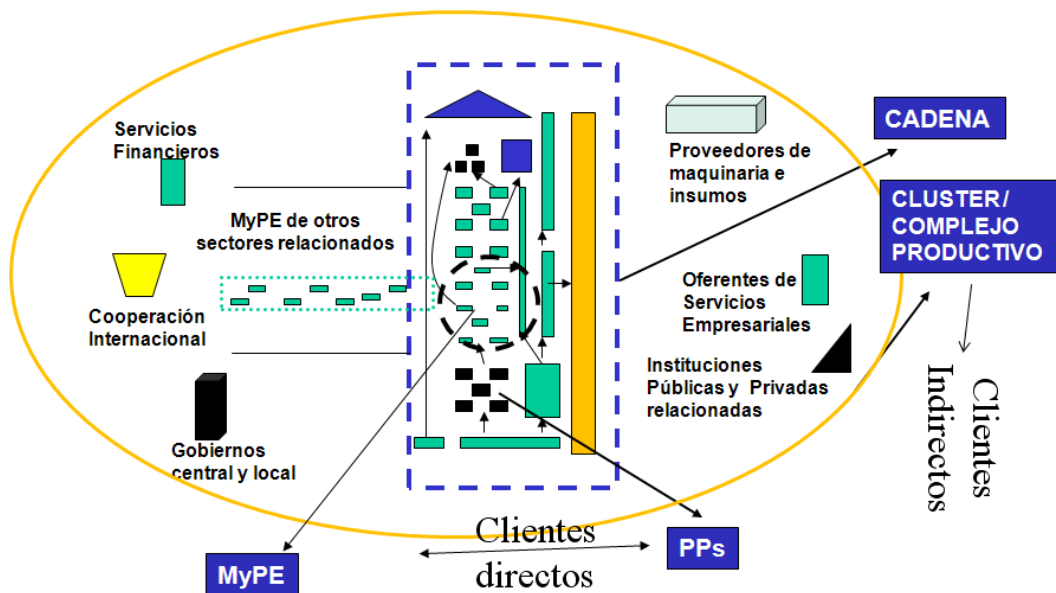 Servicios
Financieros
MyPE de otros
sectores relacionados
Cooperación
Internacional
Gobiernos
central y local
Proveedores de
maquinaria e
insumos
Oferentes de
Servicios
Empresariales
Instituciones
Públicas y Privadas
relacionadas
CADENA
CLUSTER/
COMPLEJO
PRODUCTIVO
Clientes
Indirectos
MyPE
Clientes
directos
PPs